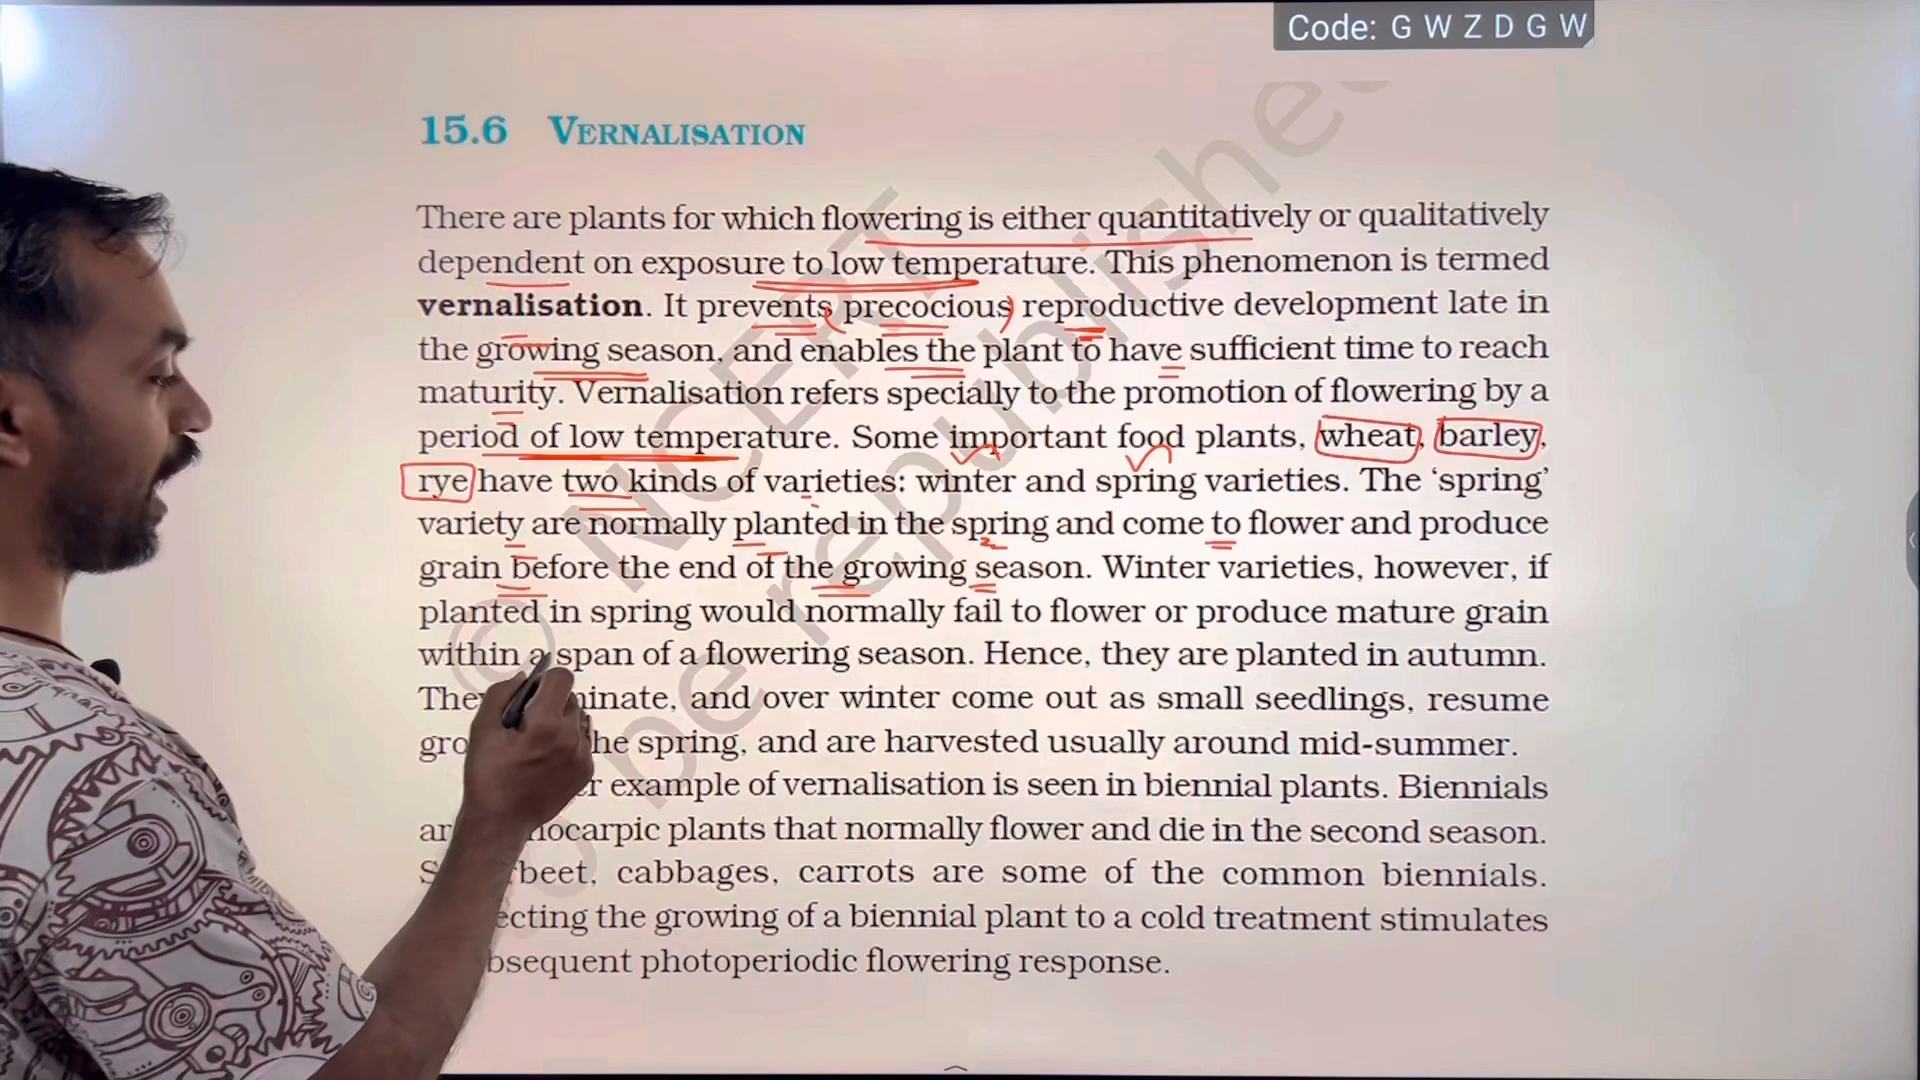 Code: G W Z D G W
15.6 VERNALISATION
There are plants for which flowering is either quantitatively or qualitatively
dependent on exposure to low temperature. This phenomenon is termed
vernalisation. It prevents precocious reproductive development late in
the growing season, and enables the plant to have sufficient time to reach
maturity. Vernalisation refers specially to the promotion of flowering by a
period of low temperature. Some important food plants, wheat, barley,
rye have two kinds of varieties: winter and spring varieties. The ‘spring’
variety are normally planted in the spring and come to flower and produce
grain before the end of the growing season. Winter varieties, however, if
planted in spring would normally fail to flower or produce mature grain
within a span of a flowering season. Hence, they are planted in autumn.
They inate, and over winter come out as small seedlings, resume
gro he spring, and are harvested usually around mid-summer.
r example of vernalisation is seen in biennial plants. Biennials
ar ocarpic plants that normally flower and die in the second season.
S beet, cabbages, carrots are some of the common biennials.
ecting the growing of a biennial plant to a cold treatment stimulates
bsequent photoperiodic flowering response.
© NCERT
be republished